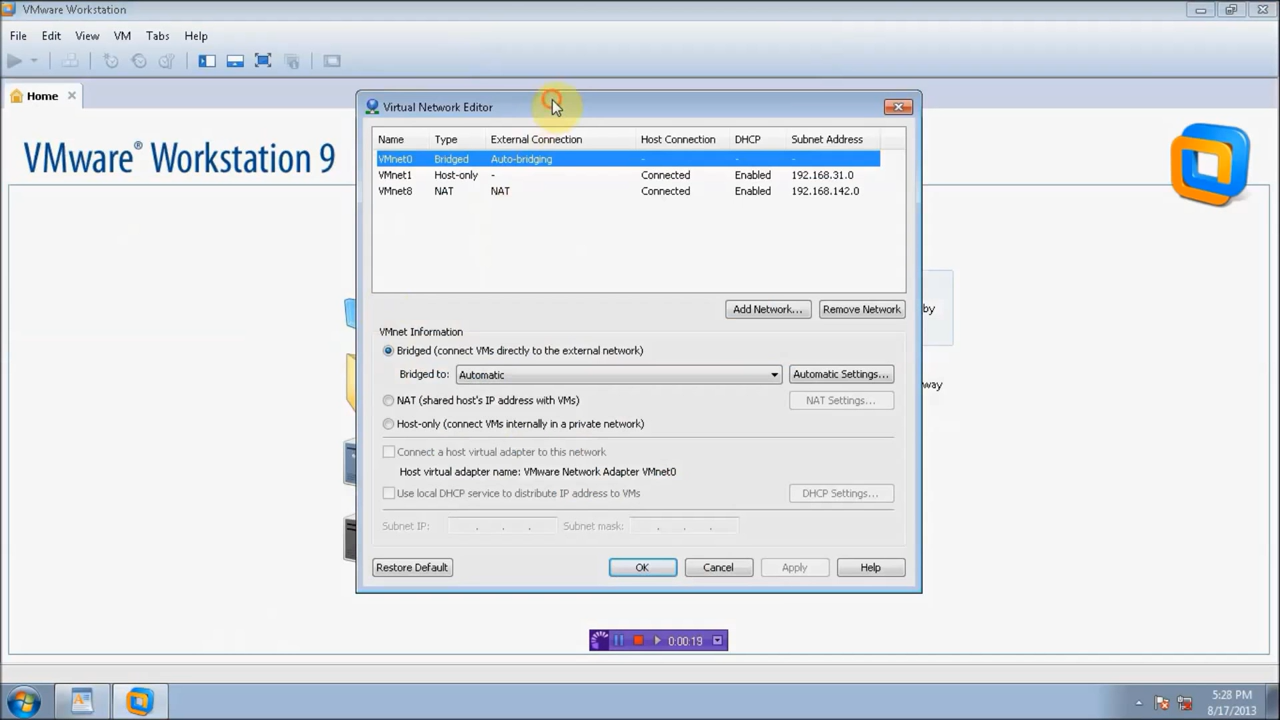 VMware Workstation
File Edit View VM Tabs Help
Home
VMware® Workstation 9
Virtual Network Editor
Name Type External Connection Host Connection DHCP Subnet Address
VMnet0 Bridged Auto-bridging - - -
VMnet1 Host-only - Connected Enabled 192.168.31.0
VMnet8 NAT NAT Connected Enabled 192.168.142.0
Add Network... Remove Network
by
VMnet Information
Bridged (connect VMs directly to the external network)
Bridged to: Automatic Automatic Settings...
way
NAT (shared host's IP address with VMs) NAT Settings...
Host-only (connect VMs internally in a private network)
Connect a host virtual adapter to this network
Host virtual adapter name: VMware Network Adapter VMnet0
Use local DHCP service to distribute IP address to VMs DHCP Settings...
Subnet IP: . . . Subnet mask: . . .
Restore Default OK Cancel Apply Help
0:00:19
5:28 PM
8/17/2013